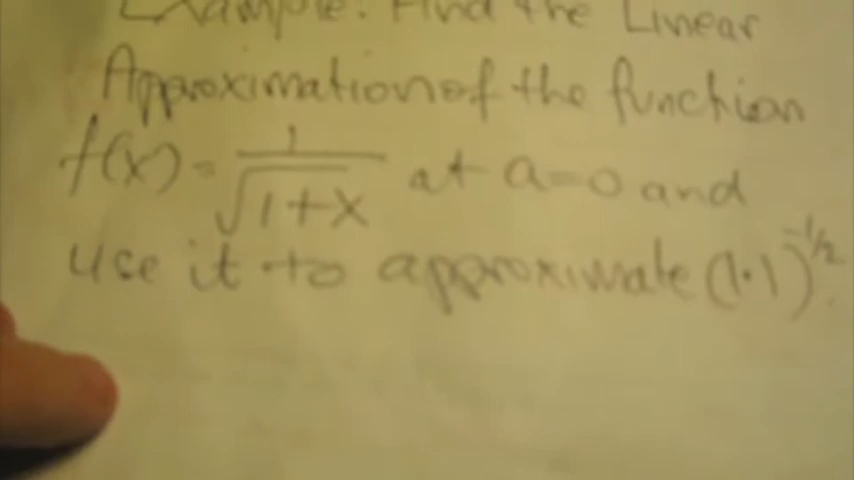 Example: Find the Linear
Approximation of the function
f(x) = 1/√(1+x) at a=0 and
use it to approximate (1.1)^-1/2.